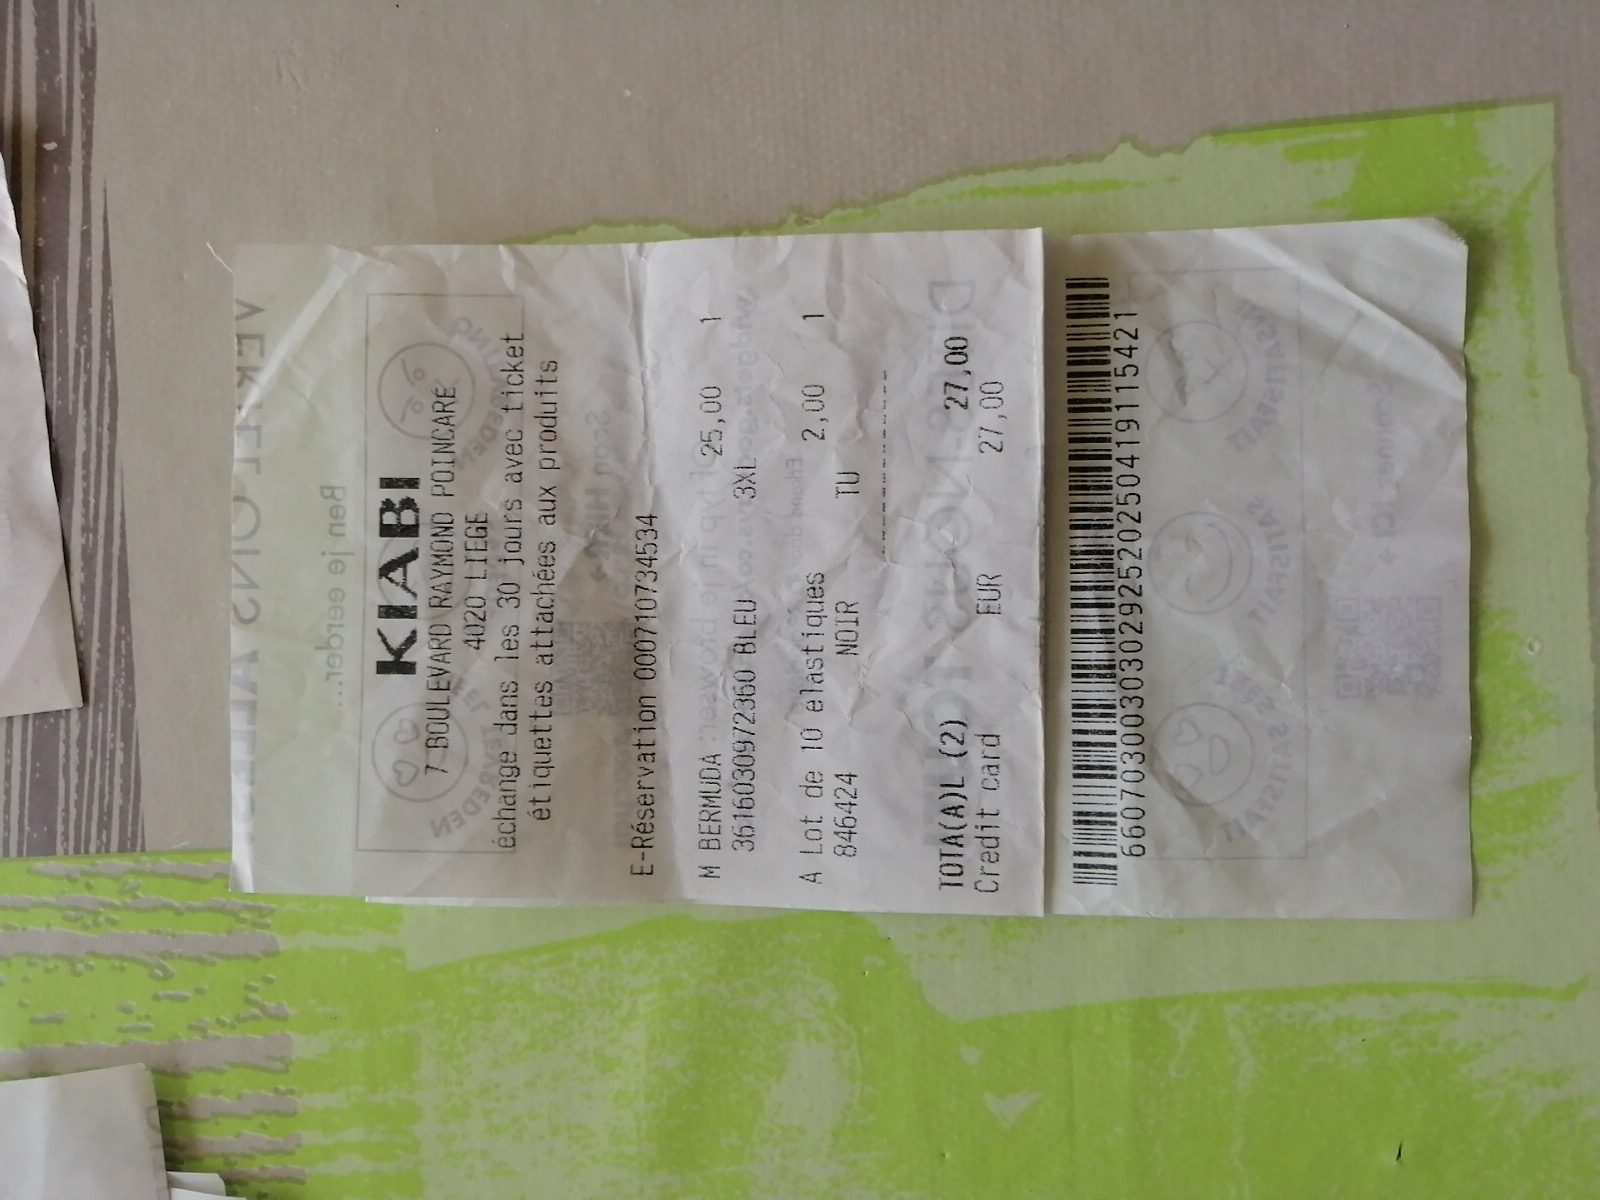 KIABI
7 BOULEVARD RAYMOND POINCARE
4020 LIEGE
échange dans les 30 jours avec ticket
étiquettes attachées aux produits
E-Réservation 000710734534
M BERMUDA 25,00 1
3616030972360 BLEU 3XL
A Lot de 10 elastiques 2,00 1
846424 NOIR TU
TOTA(A)L (2) 27,00
Credit card EUR 27,00
660703003030292520250419115421